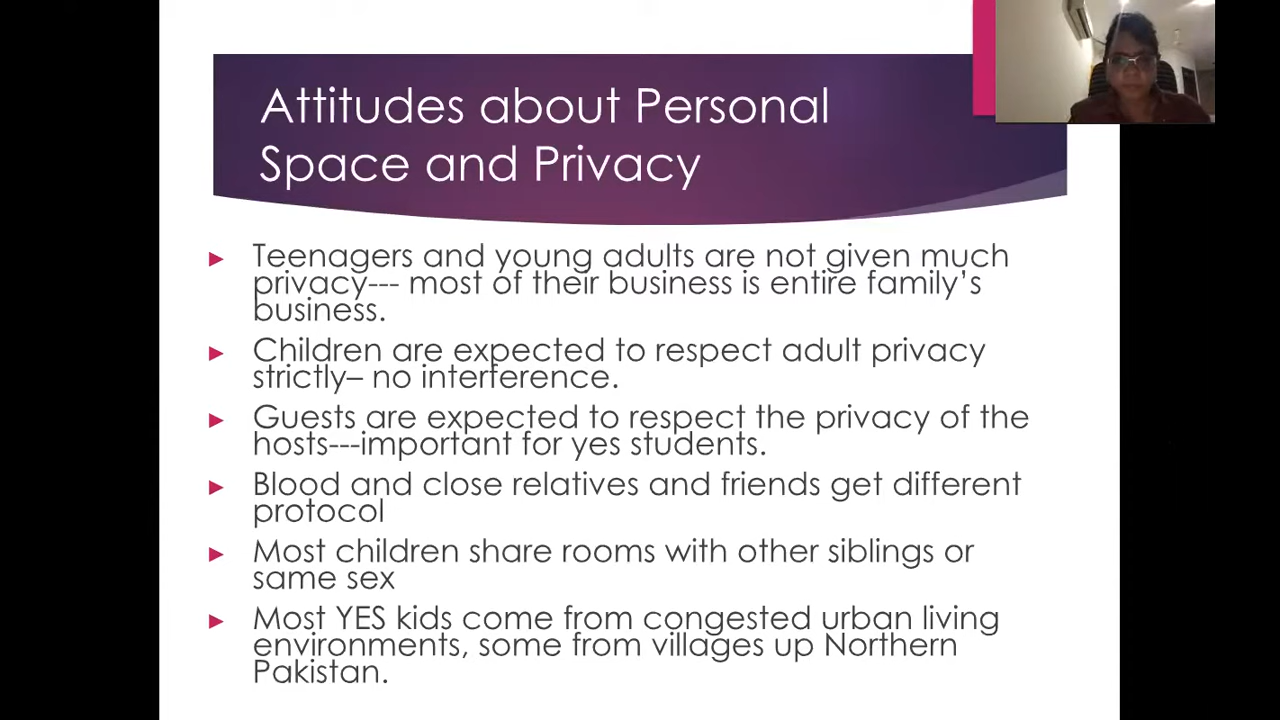 Attitudes about Personal
Space and Privacy
► Teenagers and young adults are not given much
privacy--- most of their business is entire family’s
business.
► Children are expected to respect adult privacy
strictly– no interference.
► Guests are expected to respect the privacy of the
hosts---important for yes students.
► Blood and close relatives and friends get different
protocol
► Most children share rooms with other siblings or
same sex
► Most YES kids come from congested urban living
environments, some from villages up Northern
Pakistan.